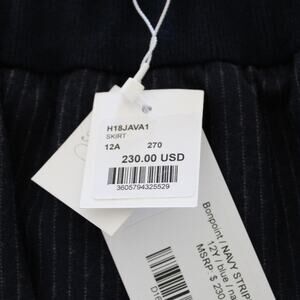 H18JAVA1
SKIRT
12A 270
230.00 USD
3605794325529
Bonpoint / NAVY STRIP
12Y / blue / na
MSRP: $ 230